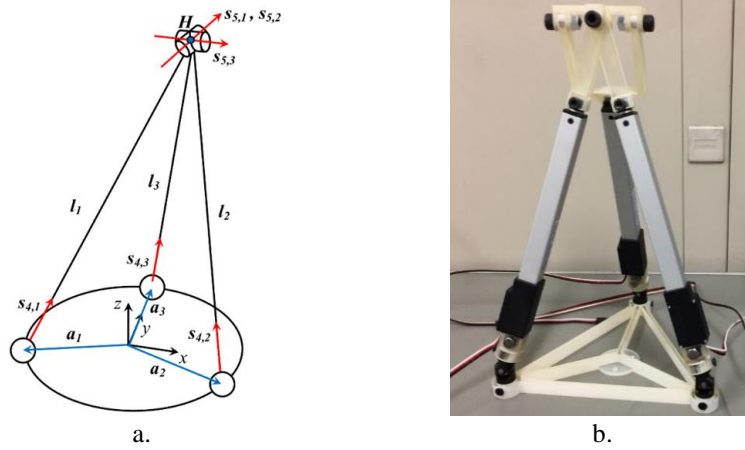 H
s5,1 , s5,2
s5,3
l1
l3
l2
s4,1
s4,3
s4,2
z
y
x
a1
a3
a2
a.
b.